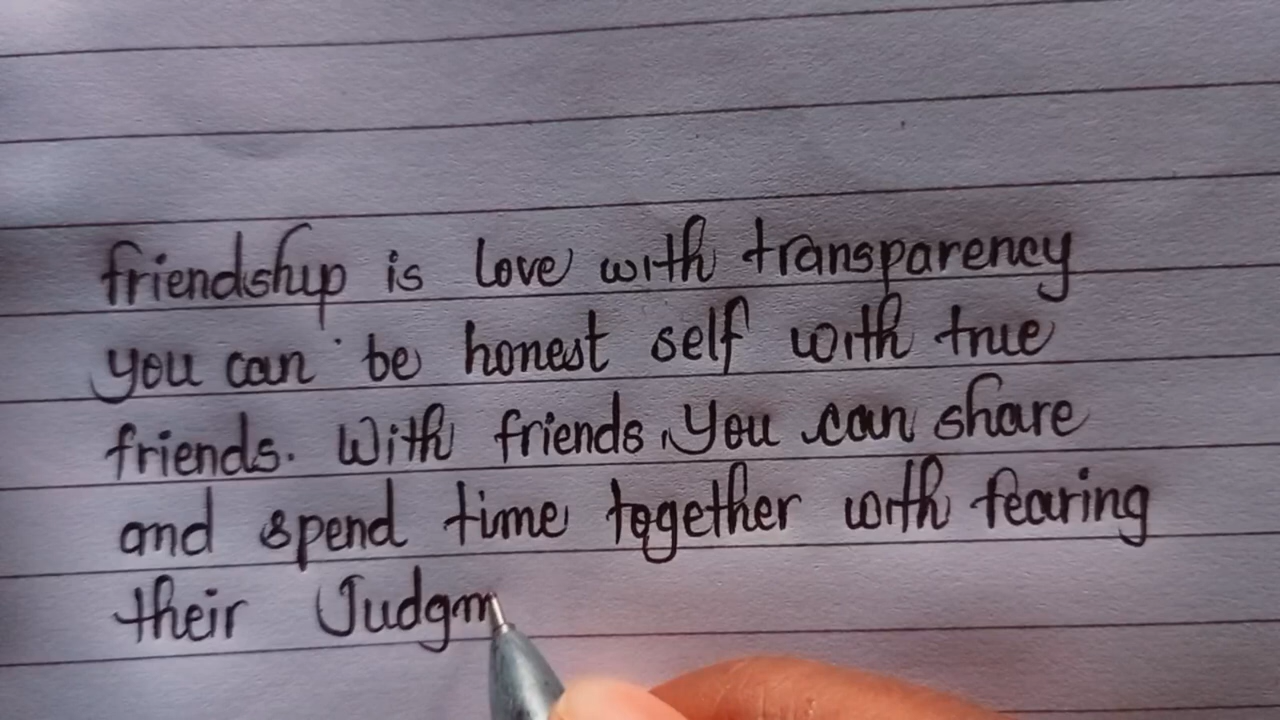 friendship is love with transparency
you can be honest self with true
friends. With friends, you can share
and spend time together with fearing
their Judgm